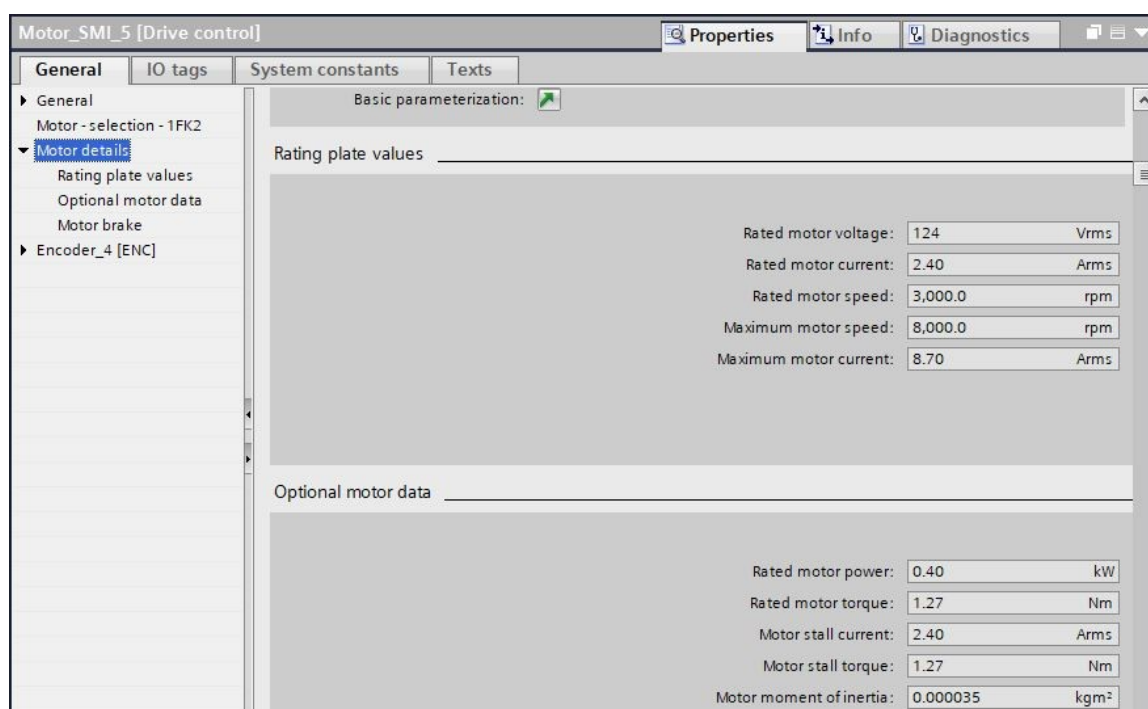 Motor_SMI_5 [Drive control]
Properties
Info
Diagnostics
General
IO tags
System constants
Texts
General
Motor - selection - 1FK2
Motor details
Rating plate values
Optional motor data
Motor brake
Encoder_4 [ENC]
Basic parameterization:
Rating plate values
Rated motor voltage: 124 Vrms
Rated motor current: 2.40 Arms
Rated motor speed: 3,000.0 rpm
Maximum motor speed: 8,000.0 rpm
Maximum motor current: 8.70 Arms
Optional motor data
Rated motor power: 0.40 kW
Rated motor torque: 1.27 Nm
Motor stall current: 2.40 Arms
Motor stall torque: 1.27 Nm
Motor moment of inertia: 0.000035 kgm²